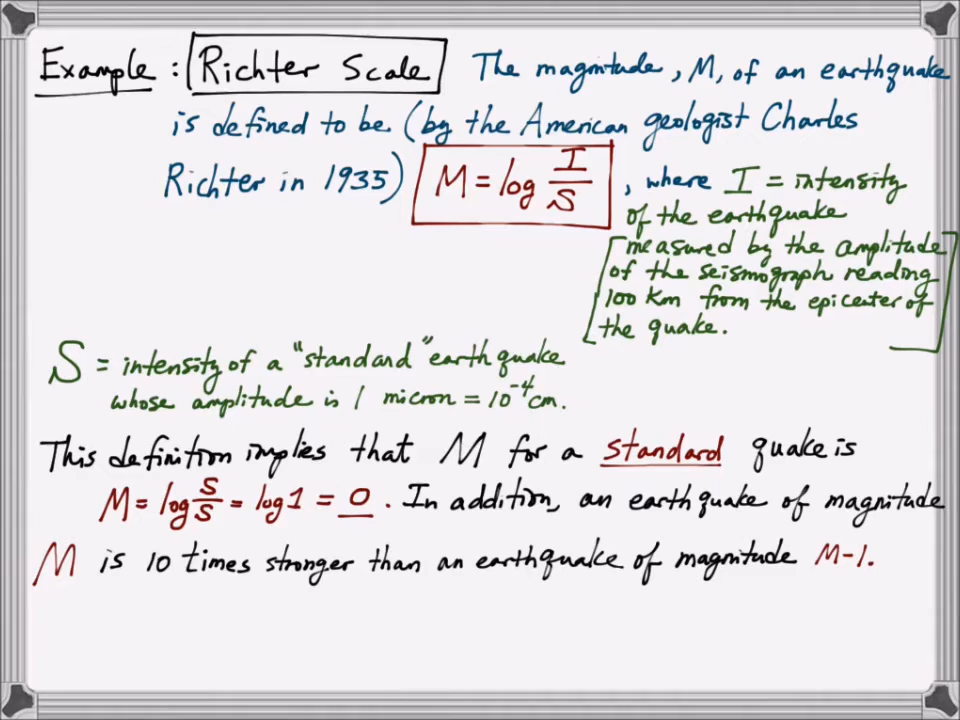 Example : Richter Scale The magnitude, M, of an earthquake
is defined to be (by the American geologist Charles
Richter in 1935) M = log I/S , where I = intensity
of the earthquake
[measured by the amplitude
of the seismograph reading
100 km from the epicenter of
the quake.]
S = intensity of a "standard" earthquake
whose amplitude is 1 micron = 10⁻⁴ cm.
This definition implies that M for a standard quake is
M = log S/S = log 1 = 0 . In addition, an earthquake of magnitude
M is 10 times stronger than an earthquake of magnitude M-1.